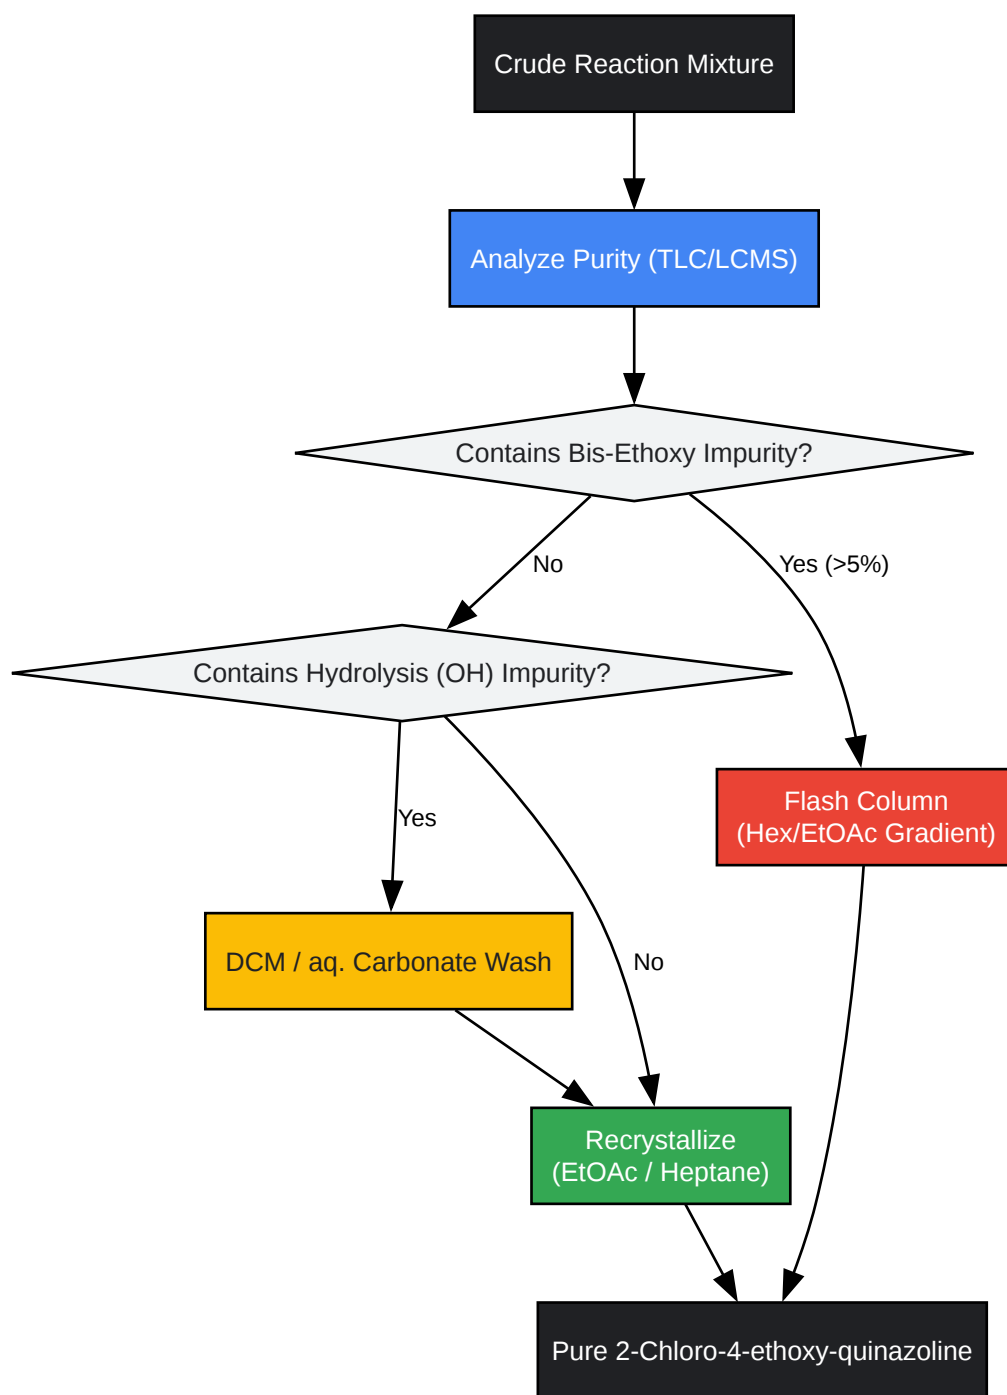 Crude Reaction Mixture
Analyze Purity (TLC/LCMS)
Contains Bis-Ethoxy Impurity?
No
Yes (>5%)
Contains Hydrolysis (OH) Impurity?
Yes
Flash Column
(Hex/EtOAc Gradient)
DCM / aq. Carbonate Wash
No
Recrystallize
(EtOAc / Heptane)
Pure 2-Chloro-4-ethoxy-quinazoline